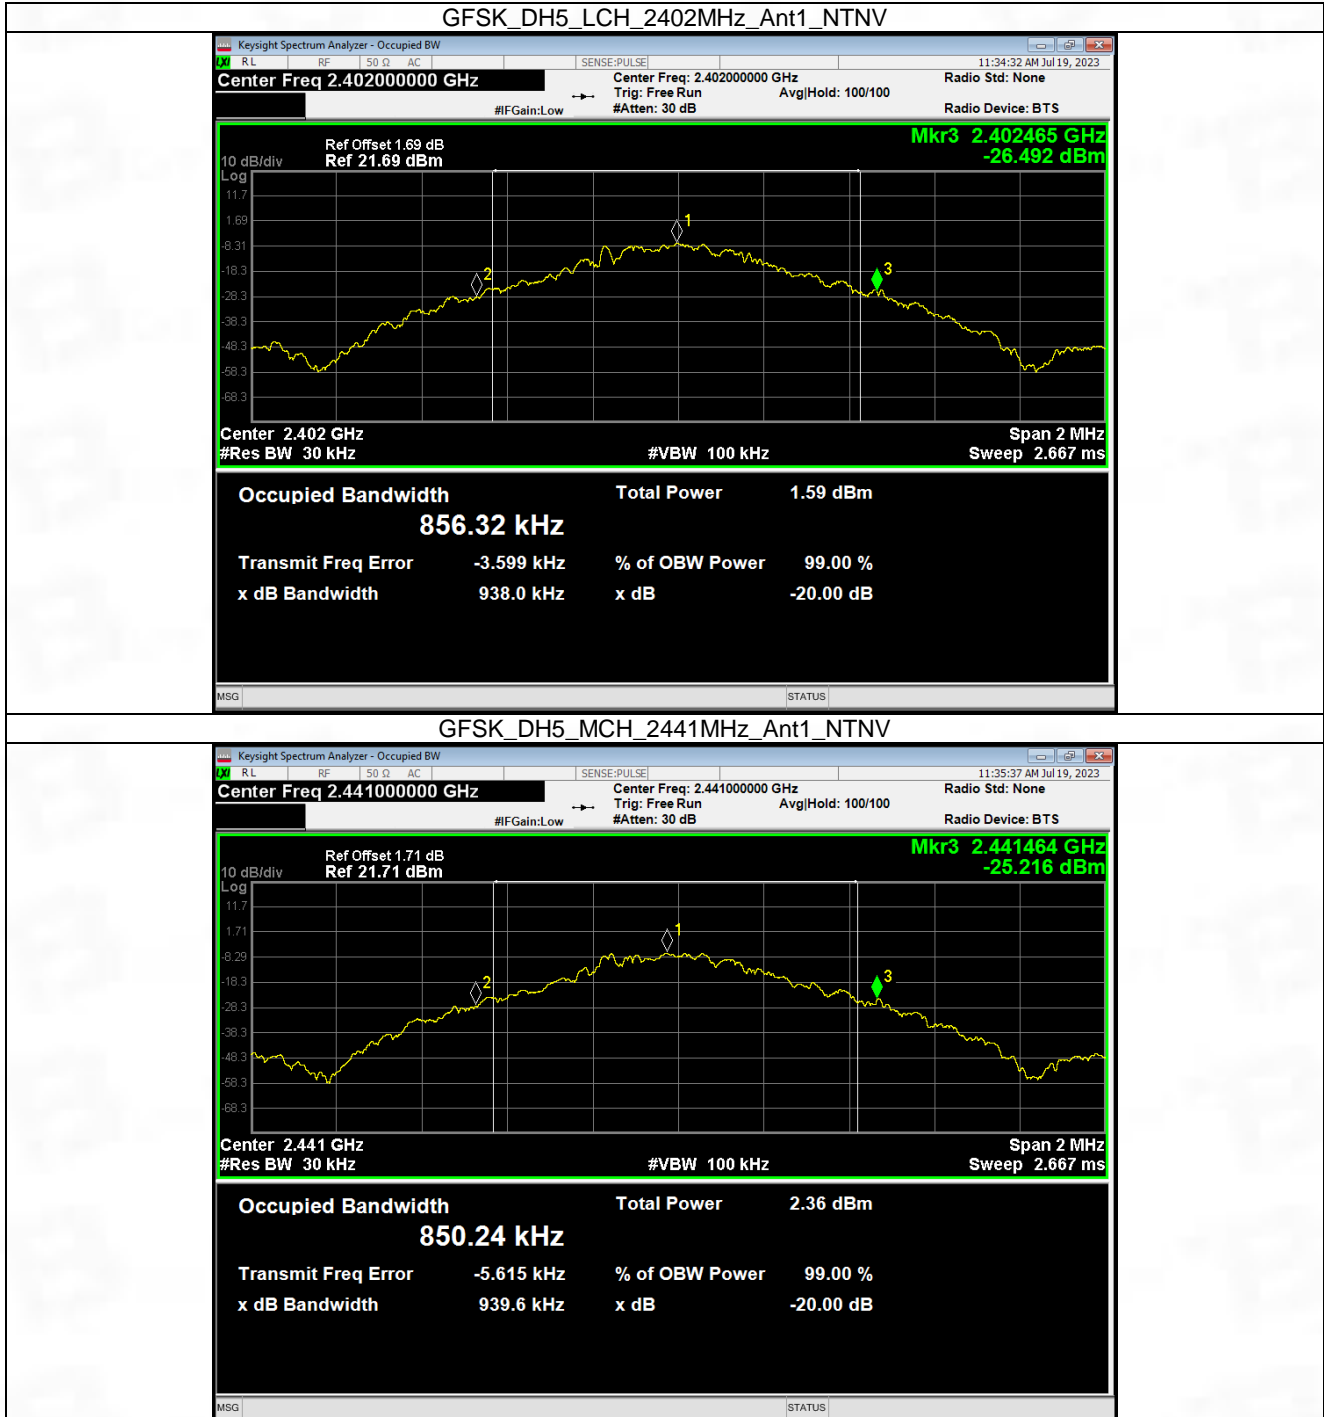 GFSK_DH5_LCH_2402MHz_Ant1_NTNV
Keysight Spectrum Analyzer - Occupied BW
LXI RL RF 50 Ω AC SENSE:PULSE 11:34:32 AM Jul 19, 2023
Center Freq 2.402000000 GHz Center Freq: 2.402000000 GHz Radio Std: None
Trig: Free Run Avg|Hold: 100/100
#IFGain:Low #Atten: 30 dB Radio Device: BTS
Ref Offset 1.69 dB Mkr3 2.402465 GHz
10 dB/div Ref 21.69 dBm -26.492 dBm
Log
11.7
1.69
-8.31
-18.3
-28.3
-38.3
-48.3
-58.3
-68.3
1
2
3
Center 2.402 GHz Span 2 MHz
#Res BW 30 kHz #VBW 100 kHz Sweep 2.667 ms
Occupied Bandwidth Total Power 1.59 dBm
856.32 kHz
Transmit Freq Error -3.599 kHz % of OBW Power 99.00 %
x dB Bandwidth 938.0 kHz x dB -20.00 dB
MSG STATUS
GFSK_DH5_MCH_2441MHz_Ant1_NTNV
Keysight Spectrum Analyzer - Occupied BW
LXI RL RF 50 Ω AC SENSE:PULSE 11:35:37 AM Jul 19, 2023
Center Freq 2.441000000 GHz Center Freq: 2.441000000 GHz Radio Std: None
Trig: Free Run Avg|Hold: 100/100
#IFGain:Low #Atten: 30 dB Radio Device: BTS
Ref Offset 1.71 dB Mkr3 2.441464 GHz
10 dB/div Ref 21.71 dBm -25.216 dBm
Log
11.7
1.71
-8.29
-18.3
-28.3
-38.3
-48.3
-58.3
-68.3
1
2
3
Center 2.441 GHz Span 2 MHz
#Res BW 30 kHz #VBW 100 kHz Sweep 2.667 ms
Occupied Bandwidth Total Power 2.36 dBm
850.24 kHz
Transmit Freq Error -5.615 kHz % of OBW Power 99.00 %
x dB Bandwidth 939.6 kHz x dB -20.00 dB
MSG STATUS